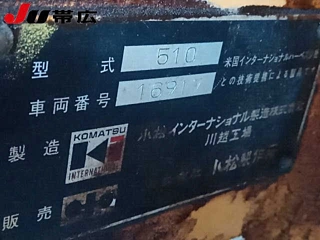 JU帯広
型式 510
米国インターナショナルハーベスター
車両番号 1691
との技術提携による製品
製造 KOMATSU INTERNATIONAL 小松インターナショナル製造株式会社
川越工場
販売 小松製作所